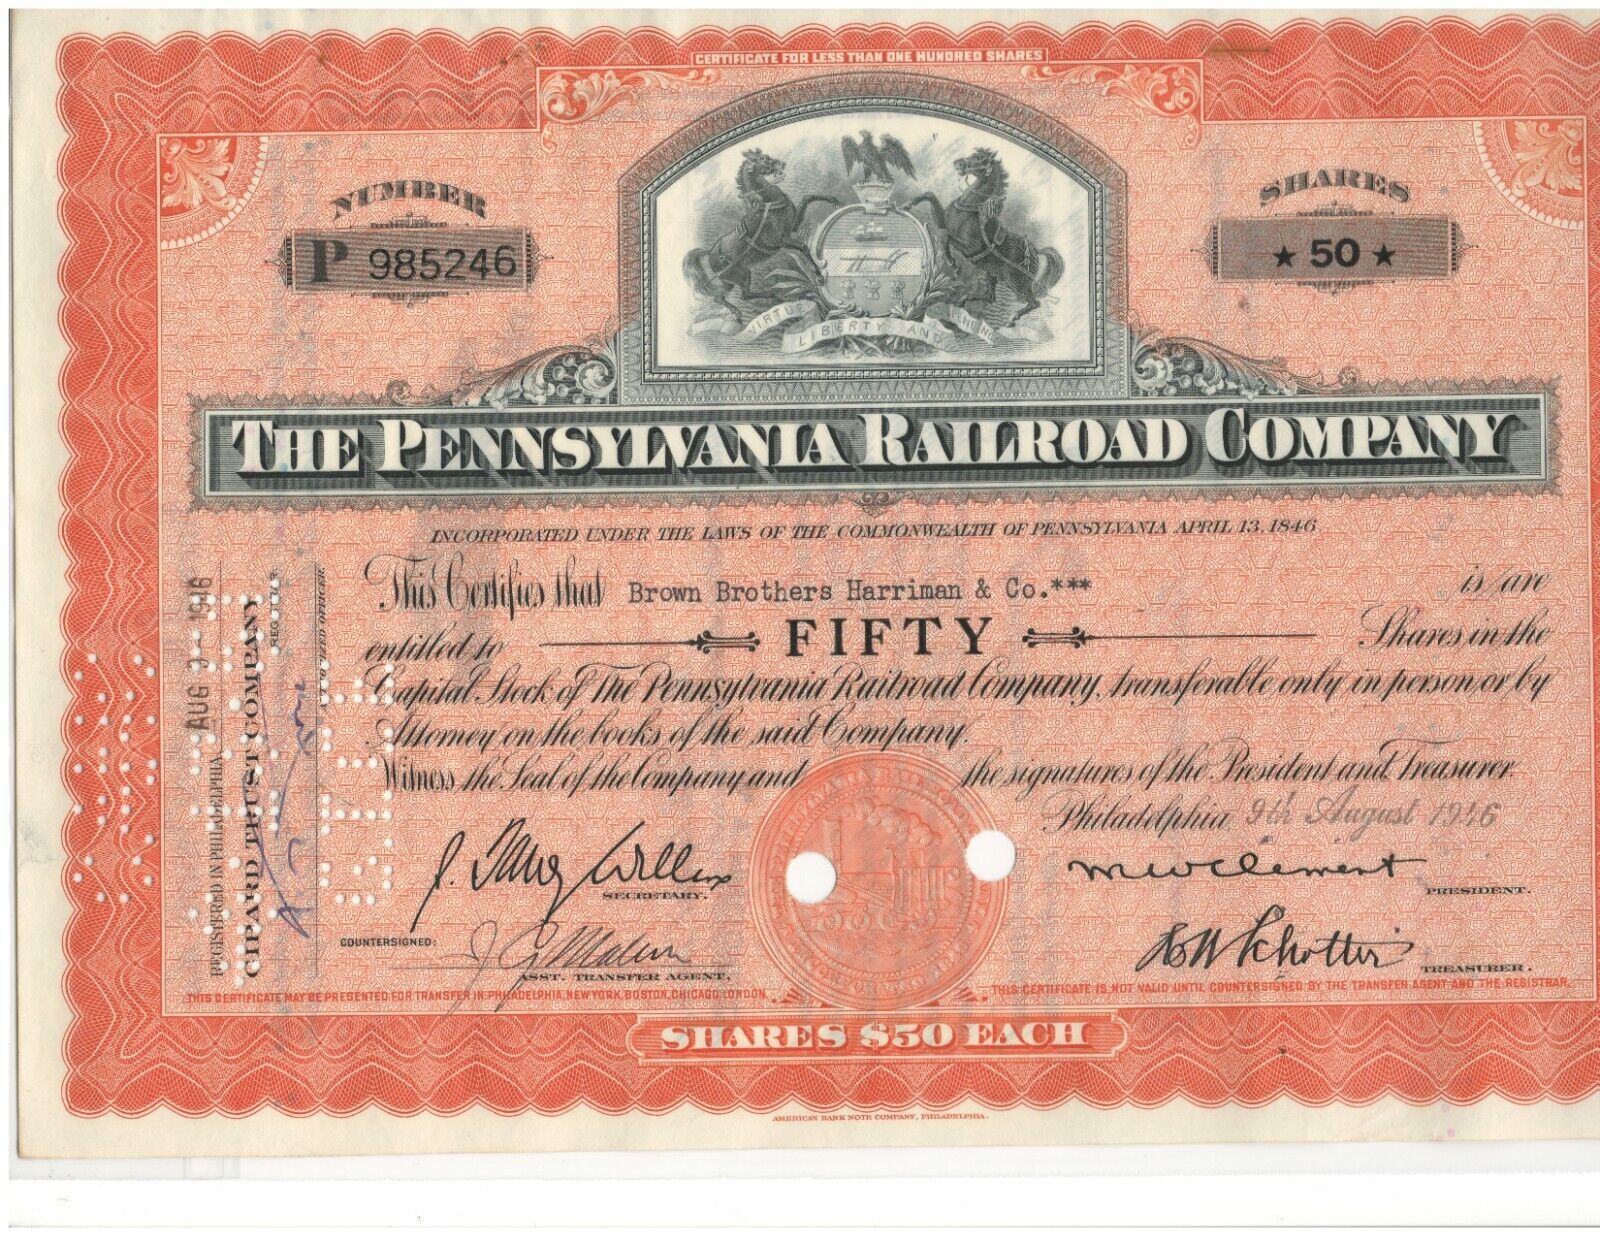 CERTIFICATE FOR LESS THAN ONE HUNDRED SHARES
NUMBER
P 985246
SHARES
★ 50 ★
VIRTUE LIBERTY AND
THE PENNSYLVANIA RAILROAD COMPANY
INCORPORATED UNDER THE LAWS OF THE COMMONWEALTH OF PENNSYLVANIA APRIL 13, 1846.
This Certifies that Brown Brothers Harriman & Co.*** is/are
entitled to FIFTY Shares in the
Capital Stock of The Pennsylvania Railroad Company, transferable only in person or by
Attorney on the books of the said Company.
Witness the Seal of the Company and the signatures of the President and Treasurer.
Philadelphia 9th August 1946
J. Taney Willcox
SECRETARY.
M W Clement
PRESIDENT.
COUNTERSIGNED:
ASST. TRANSFER AGENT.
TREASURER.
AUG 9 - 1946
REGISTERED IN PHILADELPHIA
GIRARD TRUST COMPANY
THIS CERTIFICATE MAY BE PRESENTED FOR TRANSFER IN PHILADELPHIA, NEW YORK, BOSTON, CHICAGO, LONDON.
THIS CERTIFICATE IS NOT VALID UNTIL COUNTERSIGNED BY THE TRANSFER AGENT AND THE REGISTRAR.
SHARES $50 EACH
AMERICAN BANK NOTE COMPANY, PHILADELPHIA.